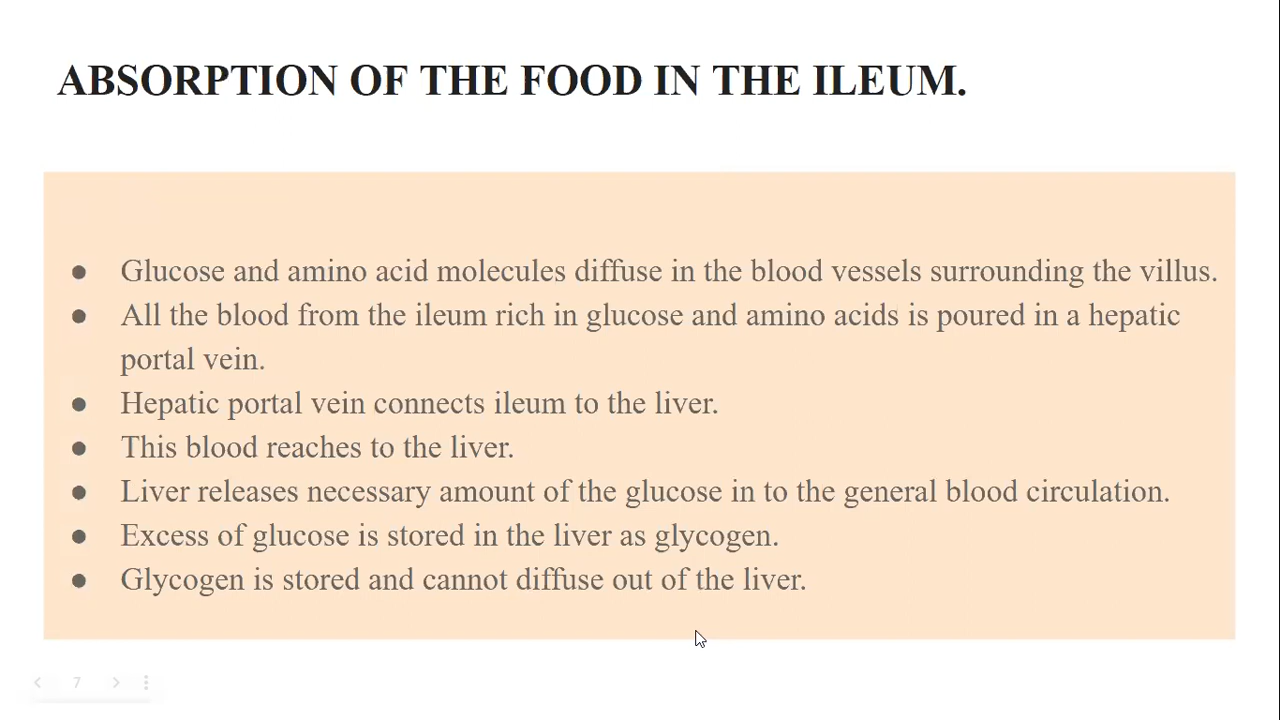 ABSORPTION OF THE FOOD IN THE ILEUM.
● Glucose and amino acid molecules diffuse in the blood vessels surrounding the villus.
● All the blood from the ileum rich in glucose and amino acids is poured in a hepatic
portal vein.
● Hepatic portal vein connects ileum to the liver.
● This blood reaches to the liver.
● Liver releases necessary amount of the glucose in to the general blood circulation.
● Excess of glucose is stored in the liver as glycogen.
● Glycogen is stored and cannot diffuse out of the liver.
7